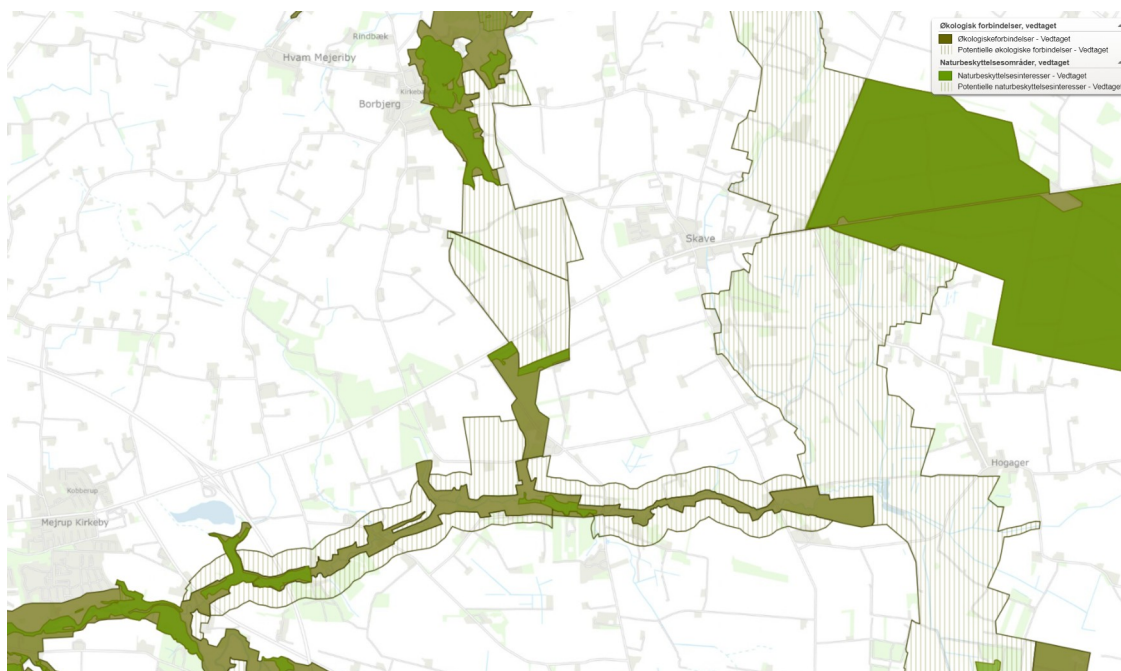 Økologisk forbindelser, vedtaget
Økologiskeforbindelser - Vedtaget
Potentielle økologiske forbindelser - Vedtaget
Naturbeskyttelsesområder, vedtaget
Naturbeskyttelsesinteresser - Vedtaget
Potentielle naturbeskyttelsesinteresser - Vedtaget
Rindbæk
Hvam Mejeriby
Borbjerg
Skave
Hogager
Mejrup Kirkeby